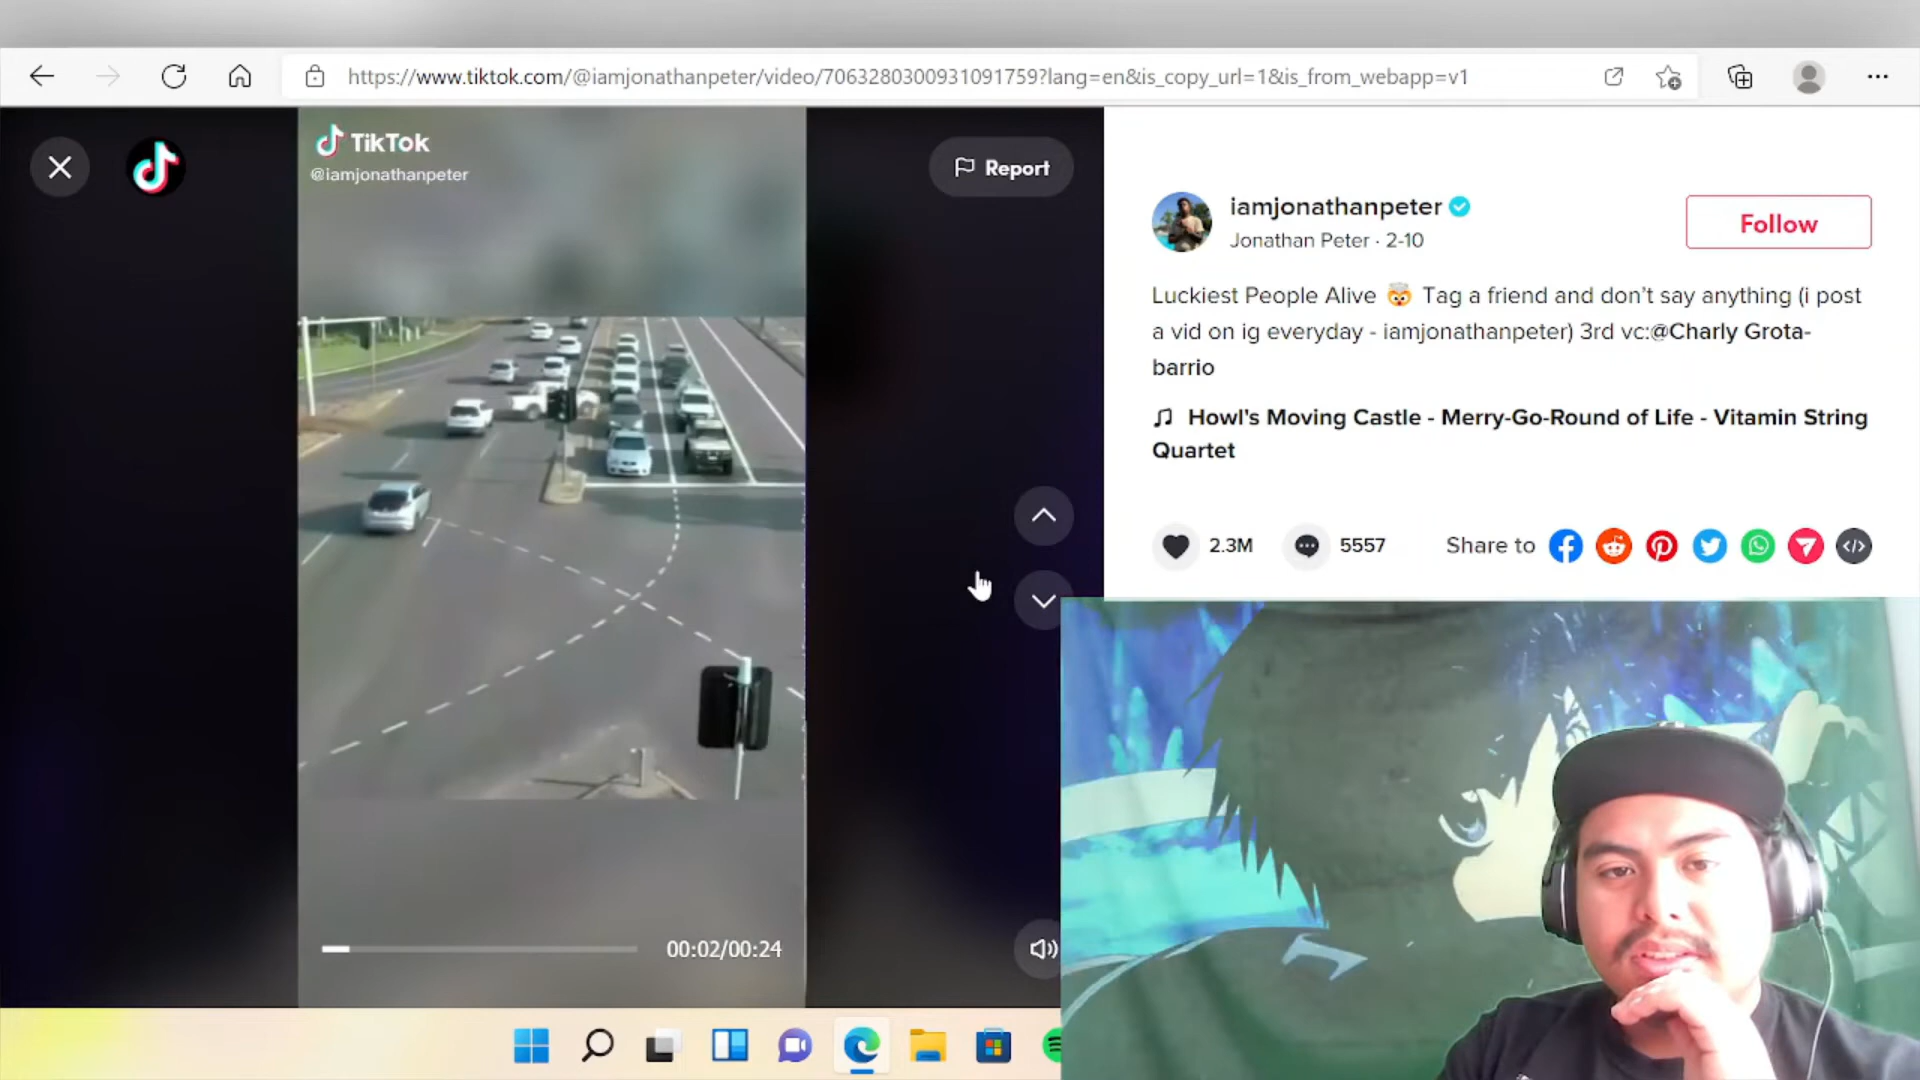 https://www.tiktok.com/@iamjonathanpeter/video/7063280300931091759?lang=en&is_copy_url=1&is_from_webapp=v1
TikTok
@iamjonathanpeter
Report
iamjonathanpeter
Jonathan Peter · 2-10
Follow
Luckiest People Alive 🤯 Tag a friend and don't say anything (i post
a vid on ig everyday - iamjonathanpeter) 3rd vc:@Charly Grota-
barrio
Howl's Moving Castle - Merry-Go-Round of Life - Vitamin String
Quartet
2.3M
5557
Share to
00:02/00:24